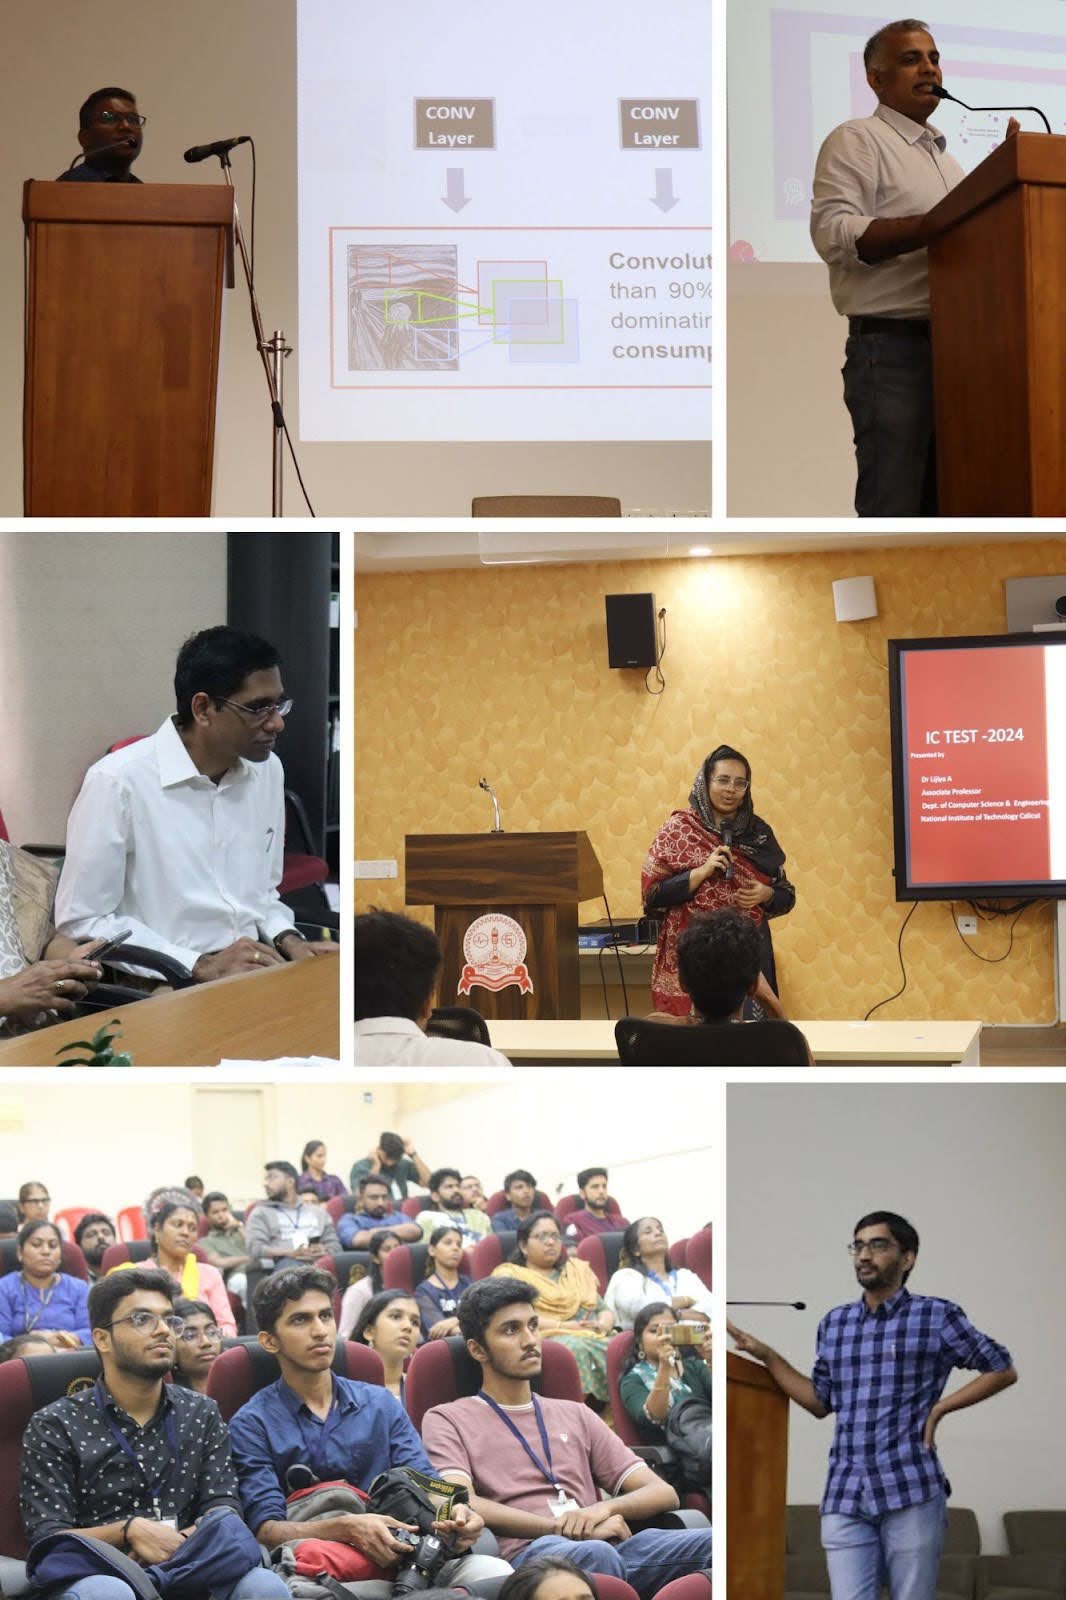 CONV
Layer
CONV
Layer
Convolut
than 90%
dominatin
consump
IC TEST -2024
Presented by
Dr Lijiya A
Associate Professor
Dept. of Computer Science & Engineering
National Institute of Technology Calicut
Nikon